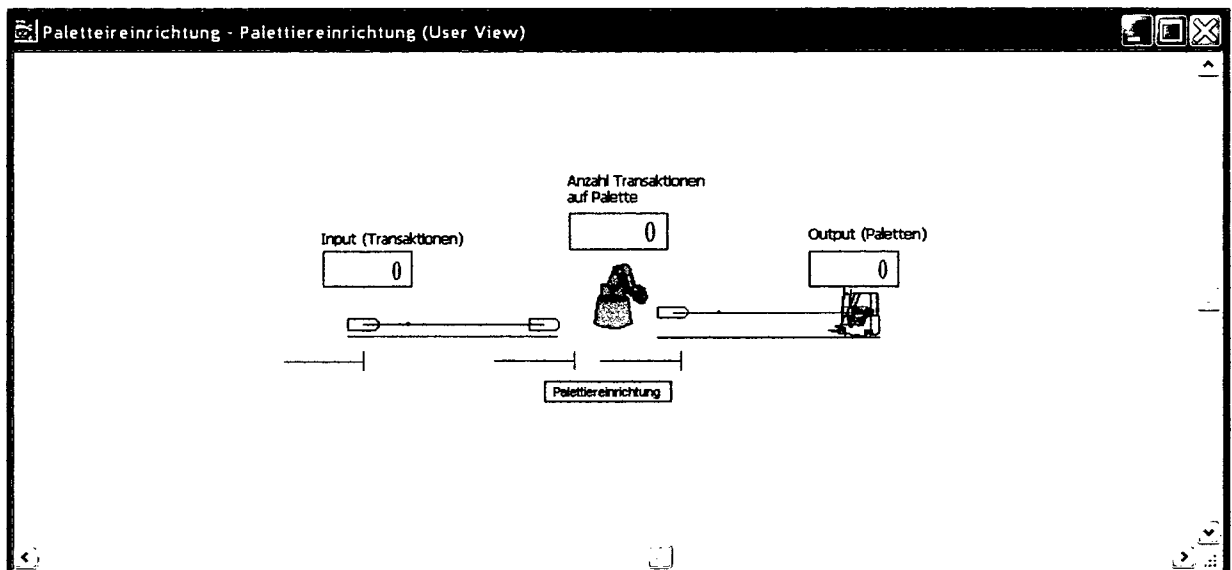 Paletteireinrichtung - Palettiereinrichtung (User View)
Anzahl Transaktionen
auf Palette
0
Input (Transaktionen)
0
Output (Paletten)
0
Palettiereinrichtung